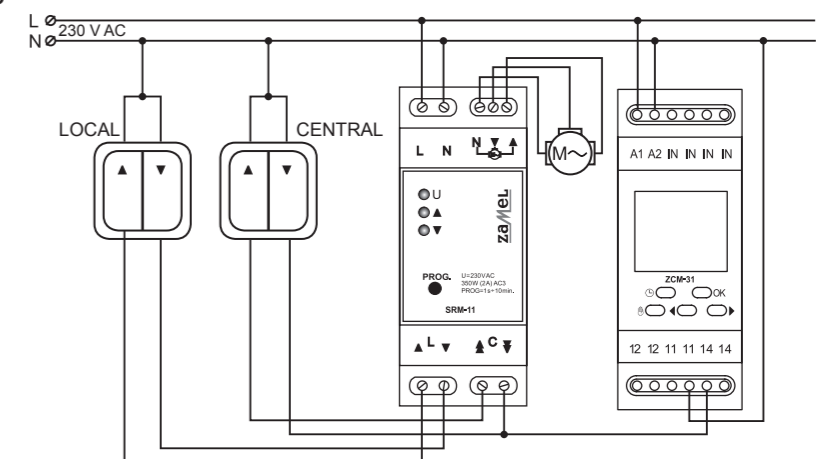 L 230 V AC
N
LOCAL
CENTRAL
L N N ▼ ▲
M~
A1 A2 IN IN IN IN
U
▲
▼
zaMEL
PROG.
U=230VAC
350W (2A) AC3
PROG=1s÷10min.
SRM-11
ZCM-31
OK
▲ L ▼ C
12 12 11 11 14 14